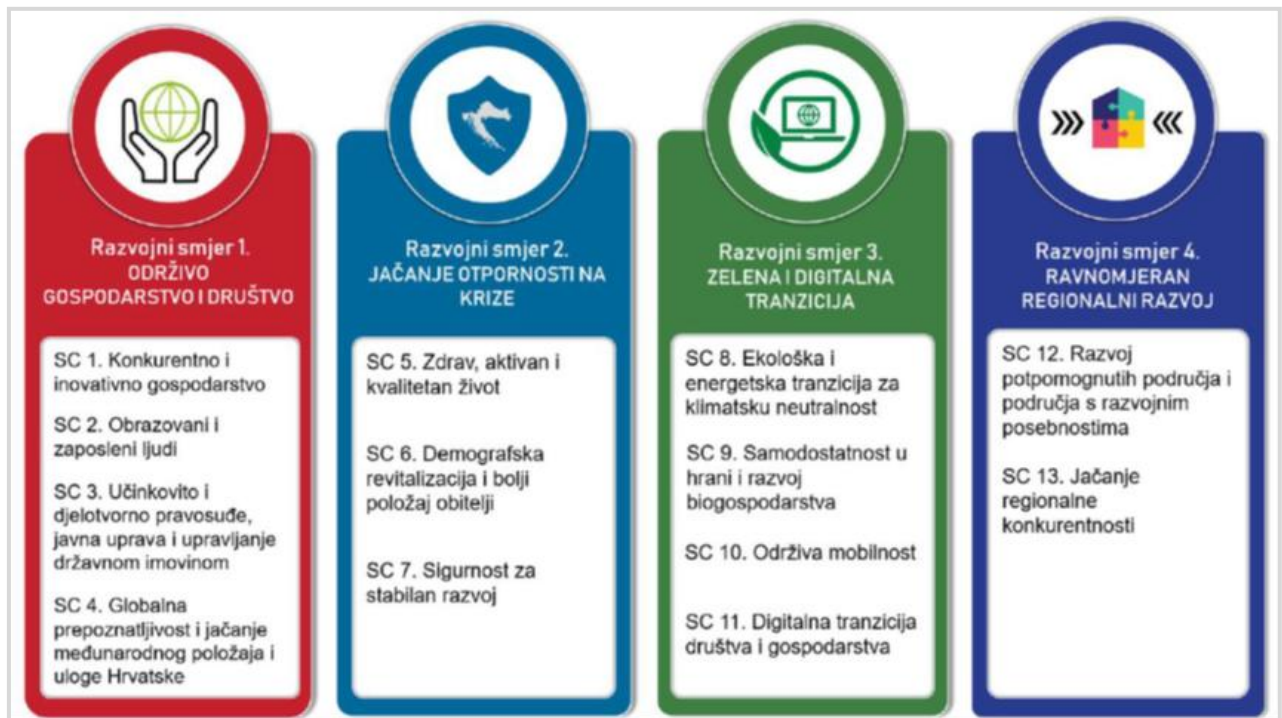 Razvojni smjer 1.
ODRŽIVO
GOSPODARSTVO I DRUŠTVO
SC 1. Konkurentno i
inovativno gospodarstvo
SC 2. Obrazovani i
zaposleni ljudi
SC 3. Učinkovito i
djelotvorno pravosuđe,
javna uprava i upravljanje
državnom imovinom
SC 4. Globalna
prepoznatljivost i jačanje
međunarodnog položaja i
uloge Hrvatske
Razvojni smjer 2.
JAČANJE OTPORNOSTI NA
KRIZE
SC 5. Zdrav, aktivan i
kvalitetan život
SC 6. Demografska
revitalizacija i bolji
položaj obitelji
SC 7. Sigurnost za
stabilan razvoj
Razvojni smjer 3.
ZELENA I DIGITALNA
TRANZICIJA
SC 8. Ekološka i
energetska tranzicija za
klimatsku neutralnost
SC 9. Samodostatnost u
hrani i razvoj
biogospodarstva
SC 10. Održiva mobilnost
SC 11. Digitalna tranzicija
društva i gospodarstva
Razvojni smjer 4.
RAVNOMJERAN
REGIONALNI RAZVOJ
SC 12. Razvoj
potpomognutih područja i
područja s razvojnim
posebnostima
SC 13. Jačanje
regionalne
konkurentnosti